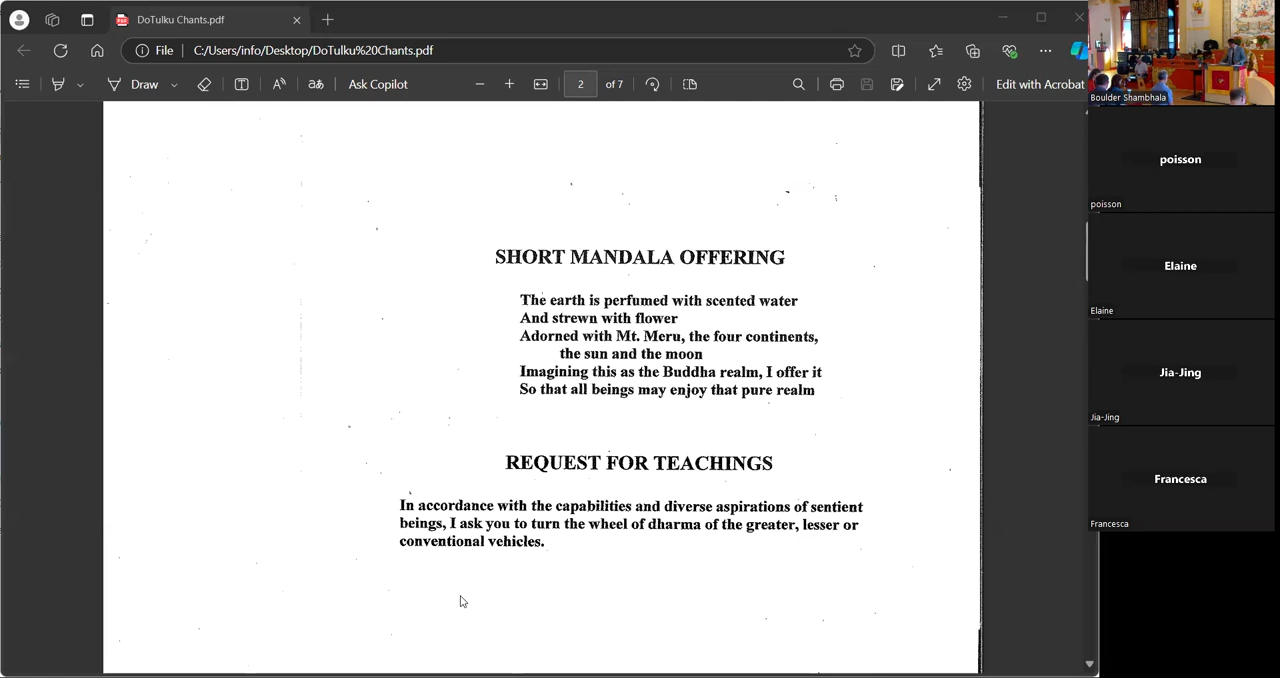 DoTulku Chants.pdf
File C:/Users/info/Desktop/DoTulku%20Chants.pdf
Draw
Ask Copilot
2 of 7
Edit with Acrobat
SHORT MANDALA OFFERING
The earth is perfumed with scented water
And strewn with flower
Adorned with Mt. Meru, the four continents,
the sun and the moon
Imagining this as the Buddha realm, I offer it
So that all beings may enjoy that pure realm
REQUEST FOR TEACHINGS
In accordance with the capabilities and diverse aspirations of sentient
beings, I ask you to turn the wheel of dharma of the greater, lesser or
conventional vehicles.
Boulder Shambhala
poisson
poisson
Elaine
Elaine
Jia-Jing
Jia-Jing
Francesca
Francesca